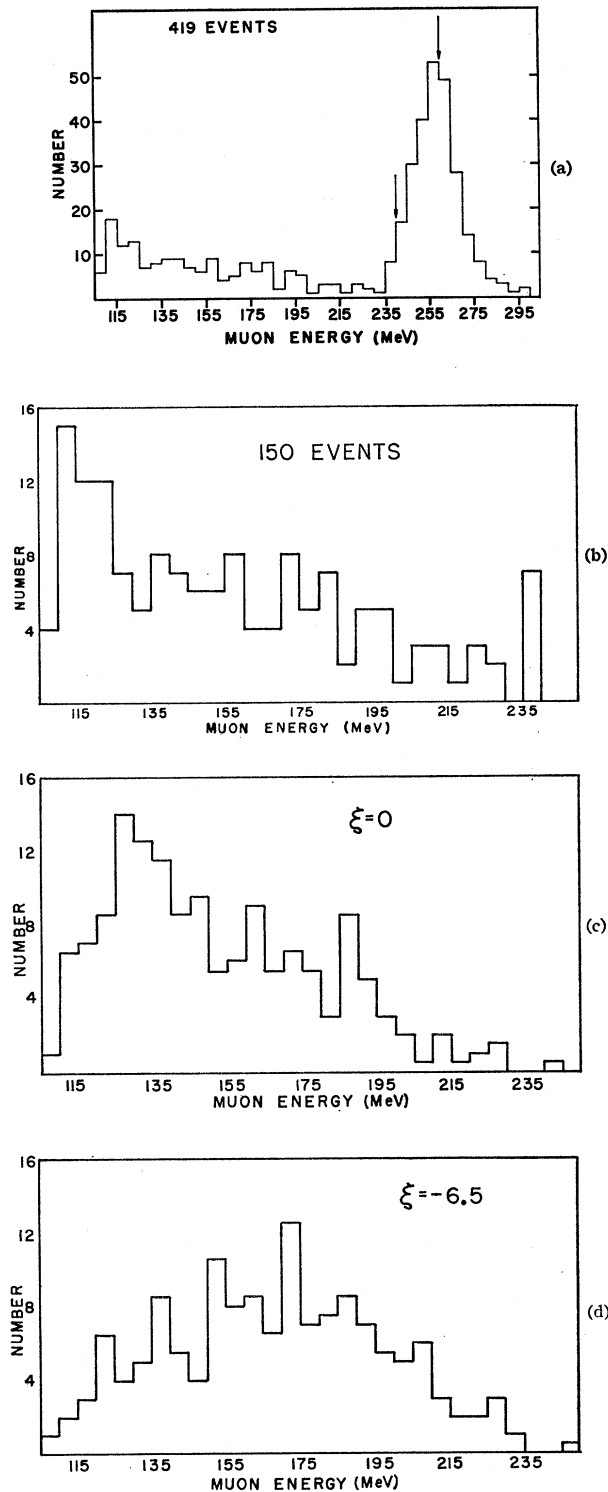 419 EVENTS
50
40
30
20
10
NUMBER
(a)
115 135 155 175 195 215 235 255 275 295
MUON ENERGY (MeV)
16
12
8
4
NUMBER
150 EVENTS
(b)
115 135 155 175 195 215 235
MUON ENERGY (MeV)
16
12
8
4
NUMBER
ξ=0
(c)
115 135 155 175 195 215 235
MUON ENERGY (MeV)
16
12
8
4
NUMBER
ξ=-6.5
(d)
115 135 155 175 195 215 235
MUON ENERGY (MeV)